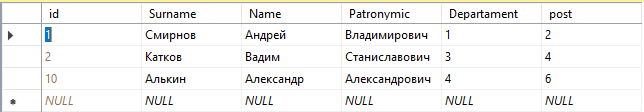 id Surname Name Patronymic Departament post
1 Смирнов Андрей Владимирович 1 2
2 Катков Вадим Станиславович 3 4
10 Алькин Александр Александрович 4 6
NULL NULL NULL NULL NULL NULL